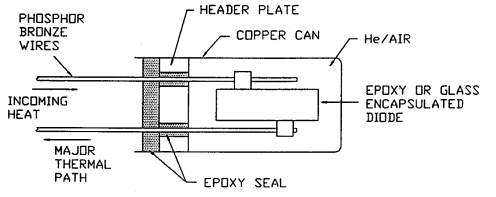 HEADER PLATE
PHOSPHOR
BRONZE
WIRES
COPPER CAN
He/AIR
INCOMING
HEAT
EPOXY OR GLASS
ENCAPSULATED
DIODE
MAJOR
THERMAL
PATH
EPOXY SEAL